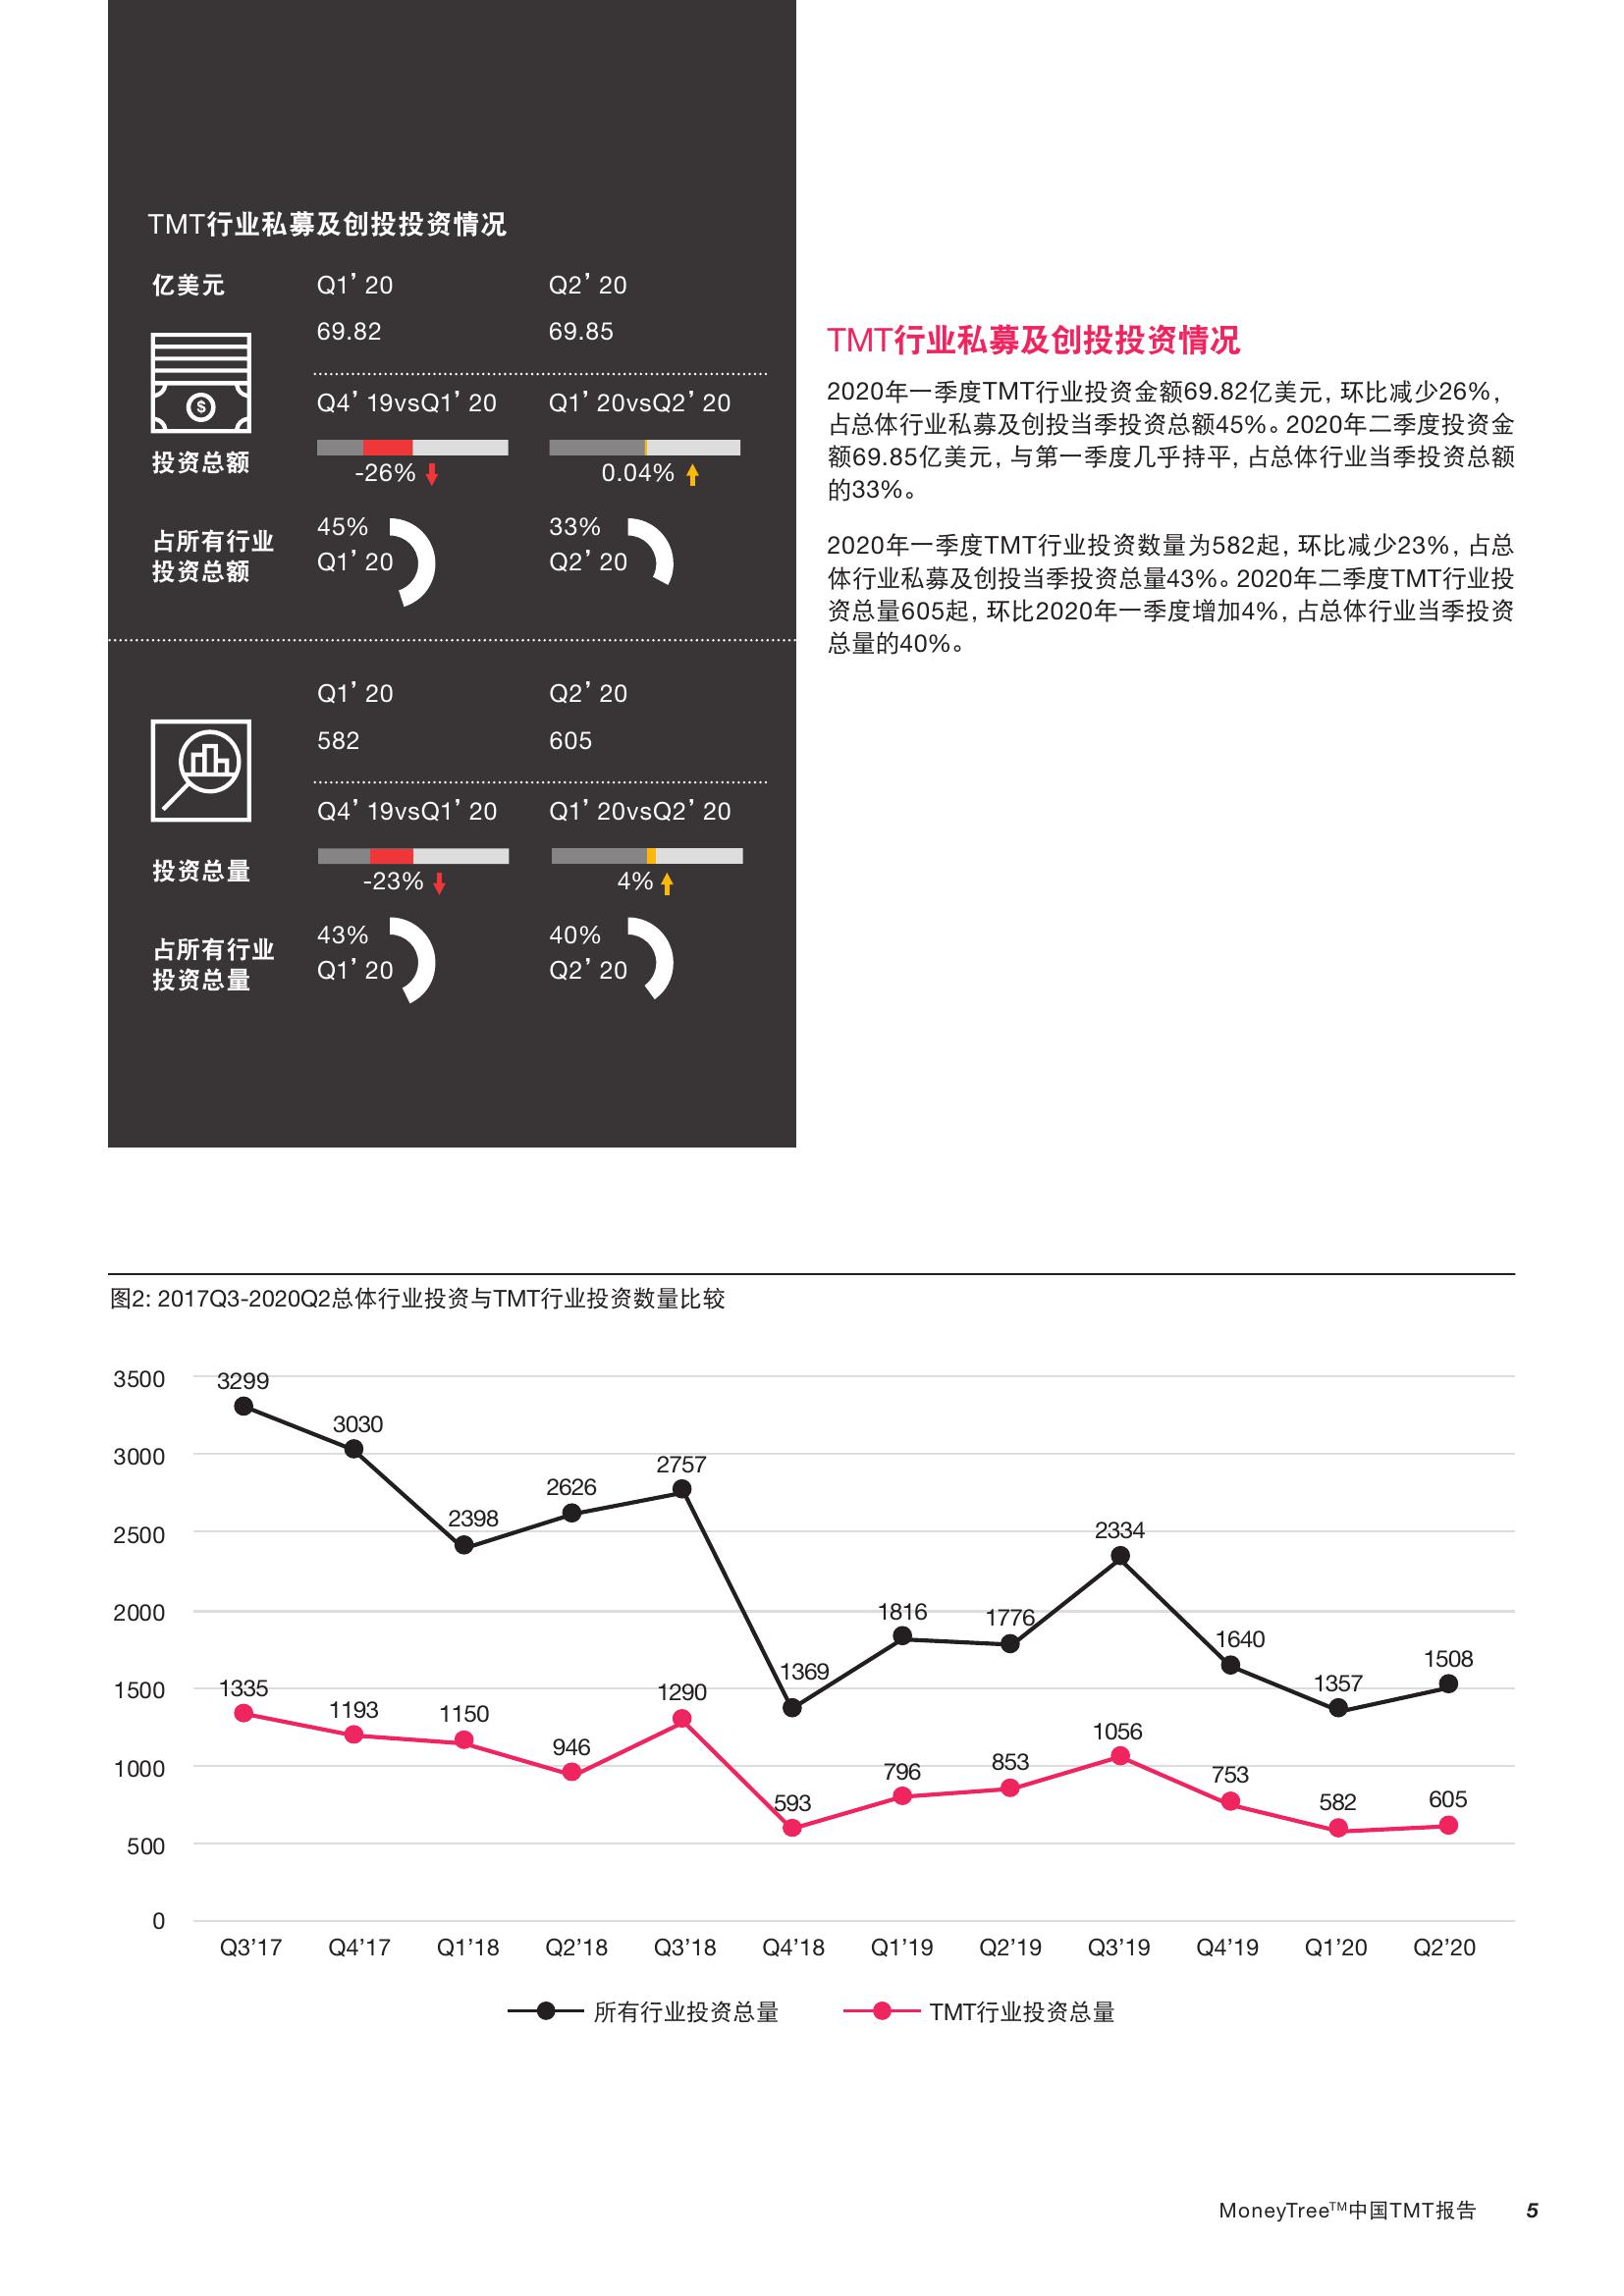 TMT行业私募及创投投资情况
亿美元 Q1’ 20 Q2’ 20
69.82 69.85
$
Q4’ 19vsQ1’ 20 Q1’ 20vsQ2’ 20
投资总额
-26% 0.04%
占所有行业
投资总额
45% 33%
Q1’ 20 Q2’ 20
Q1’ 20 Q2’ 20
582 605
Q4’ 19vsQ1’ 20 Q1’ 20vsQ2’ 20
投资总量
-23% 4%
占所有行业
投资总量
43% 40%
Q1’ 20 Q2’ 20
TMT行业私募及创投投资情况
2020年一季度TMT行业投资金额69.82亿美元, 环比减少26%,
占总体行业私募及创投当季投资总额45%。2020年二季度投资金
额69.85亿美元, 与第一季度几乎持平, 占总体行业当季投资总额
的33%。
2020年一季度TMT行业投资数量为582起, 环比减少23%, 占总
体行业私募及创投当季投资总量43%。2020年二季度TMT行业投
资总量605起, 环比2020年一季度增加4%, 占总体行业当季投资
总量的40%。
图2: 2017Q3-2020Q2总体行业投资与TMT行业投资数量比较
3500
3000
2500
2000
1500
1000
500
0
3299 3030 2398 2626 2757 1369 1816 1776 2334 1640 1357 1508
1335 1193 1150 946 1290 593 796 853 1056 753 582 605
Q3’17 Q4’17 Q1’18 Q2’18 Q3’18 Q4’18 Q1’19 Q2’19 Q3’19 Q4’19 Q1’20 Q2’20
所有行业投资总量 TMT行业投资总量
MoneyTree™中国TMT报告 5